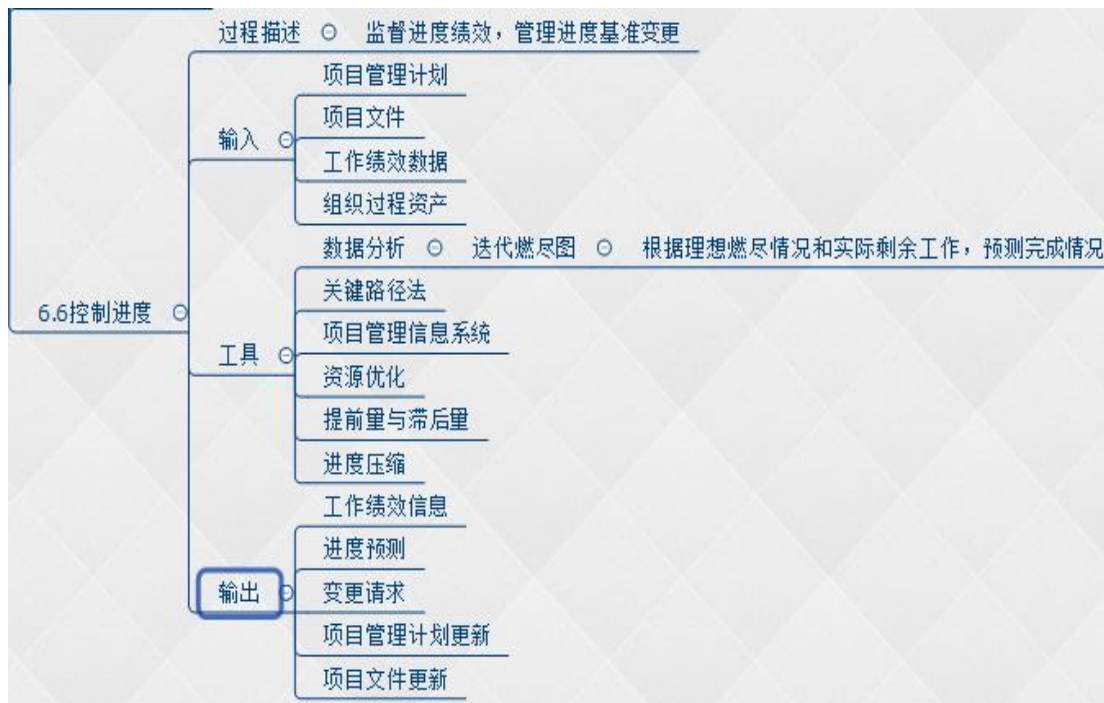 过程描述 监督进度绩效，管理进度基准变更
项目管理计划
项目文件
输入
工作绩效数据
组织过程资产
数据分析 迭代燃尽图 根据理想燃尽情况和实际剩余工作，预测完成情况
关键路径法
6.6控制进度
项目管理信息系统
工具
资源优化
提前量与滞后量
进度压缩
工作绩效信息
进度预测
输出
变更请求
项目管理计划更新
项目文件更新